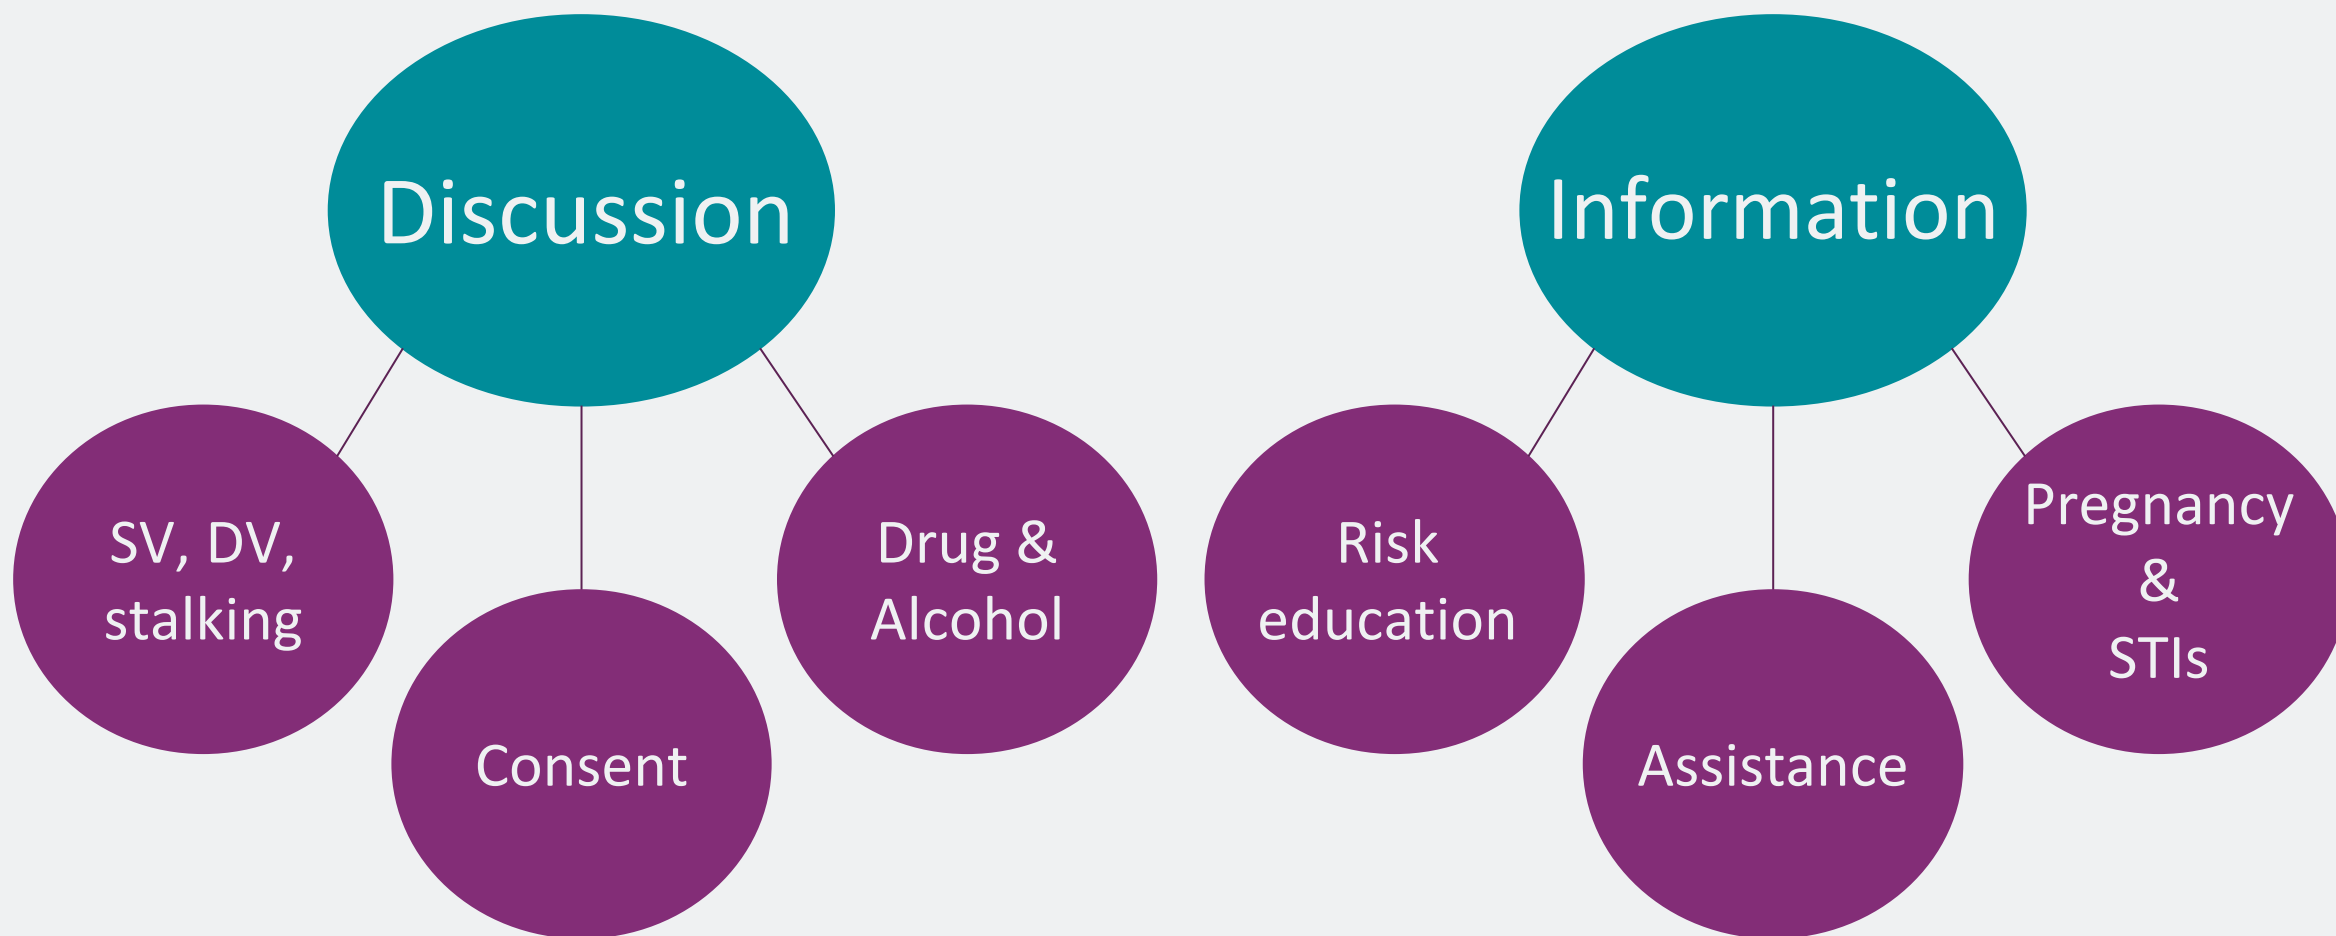 Discussion
SV, DV,
stalking
Consent
Drug &
Alcohol
Information
Risk
education
Assistance
Pregnancy
&
STIs